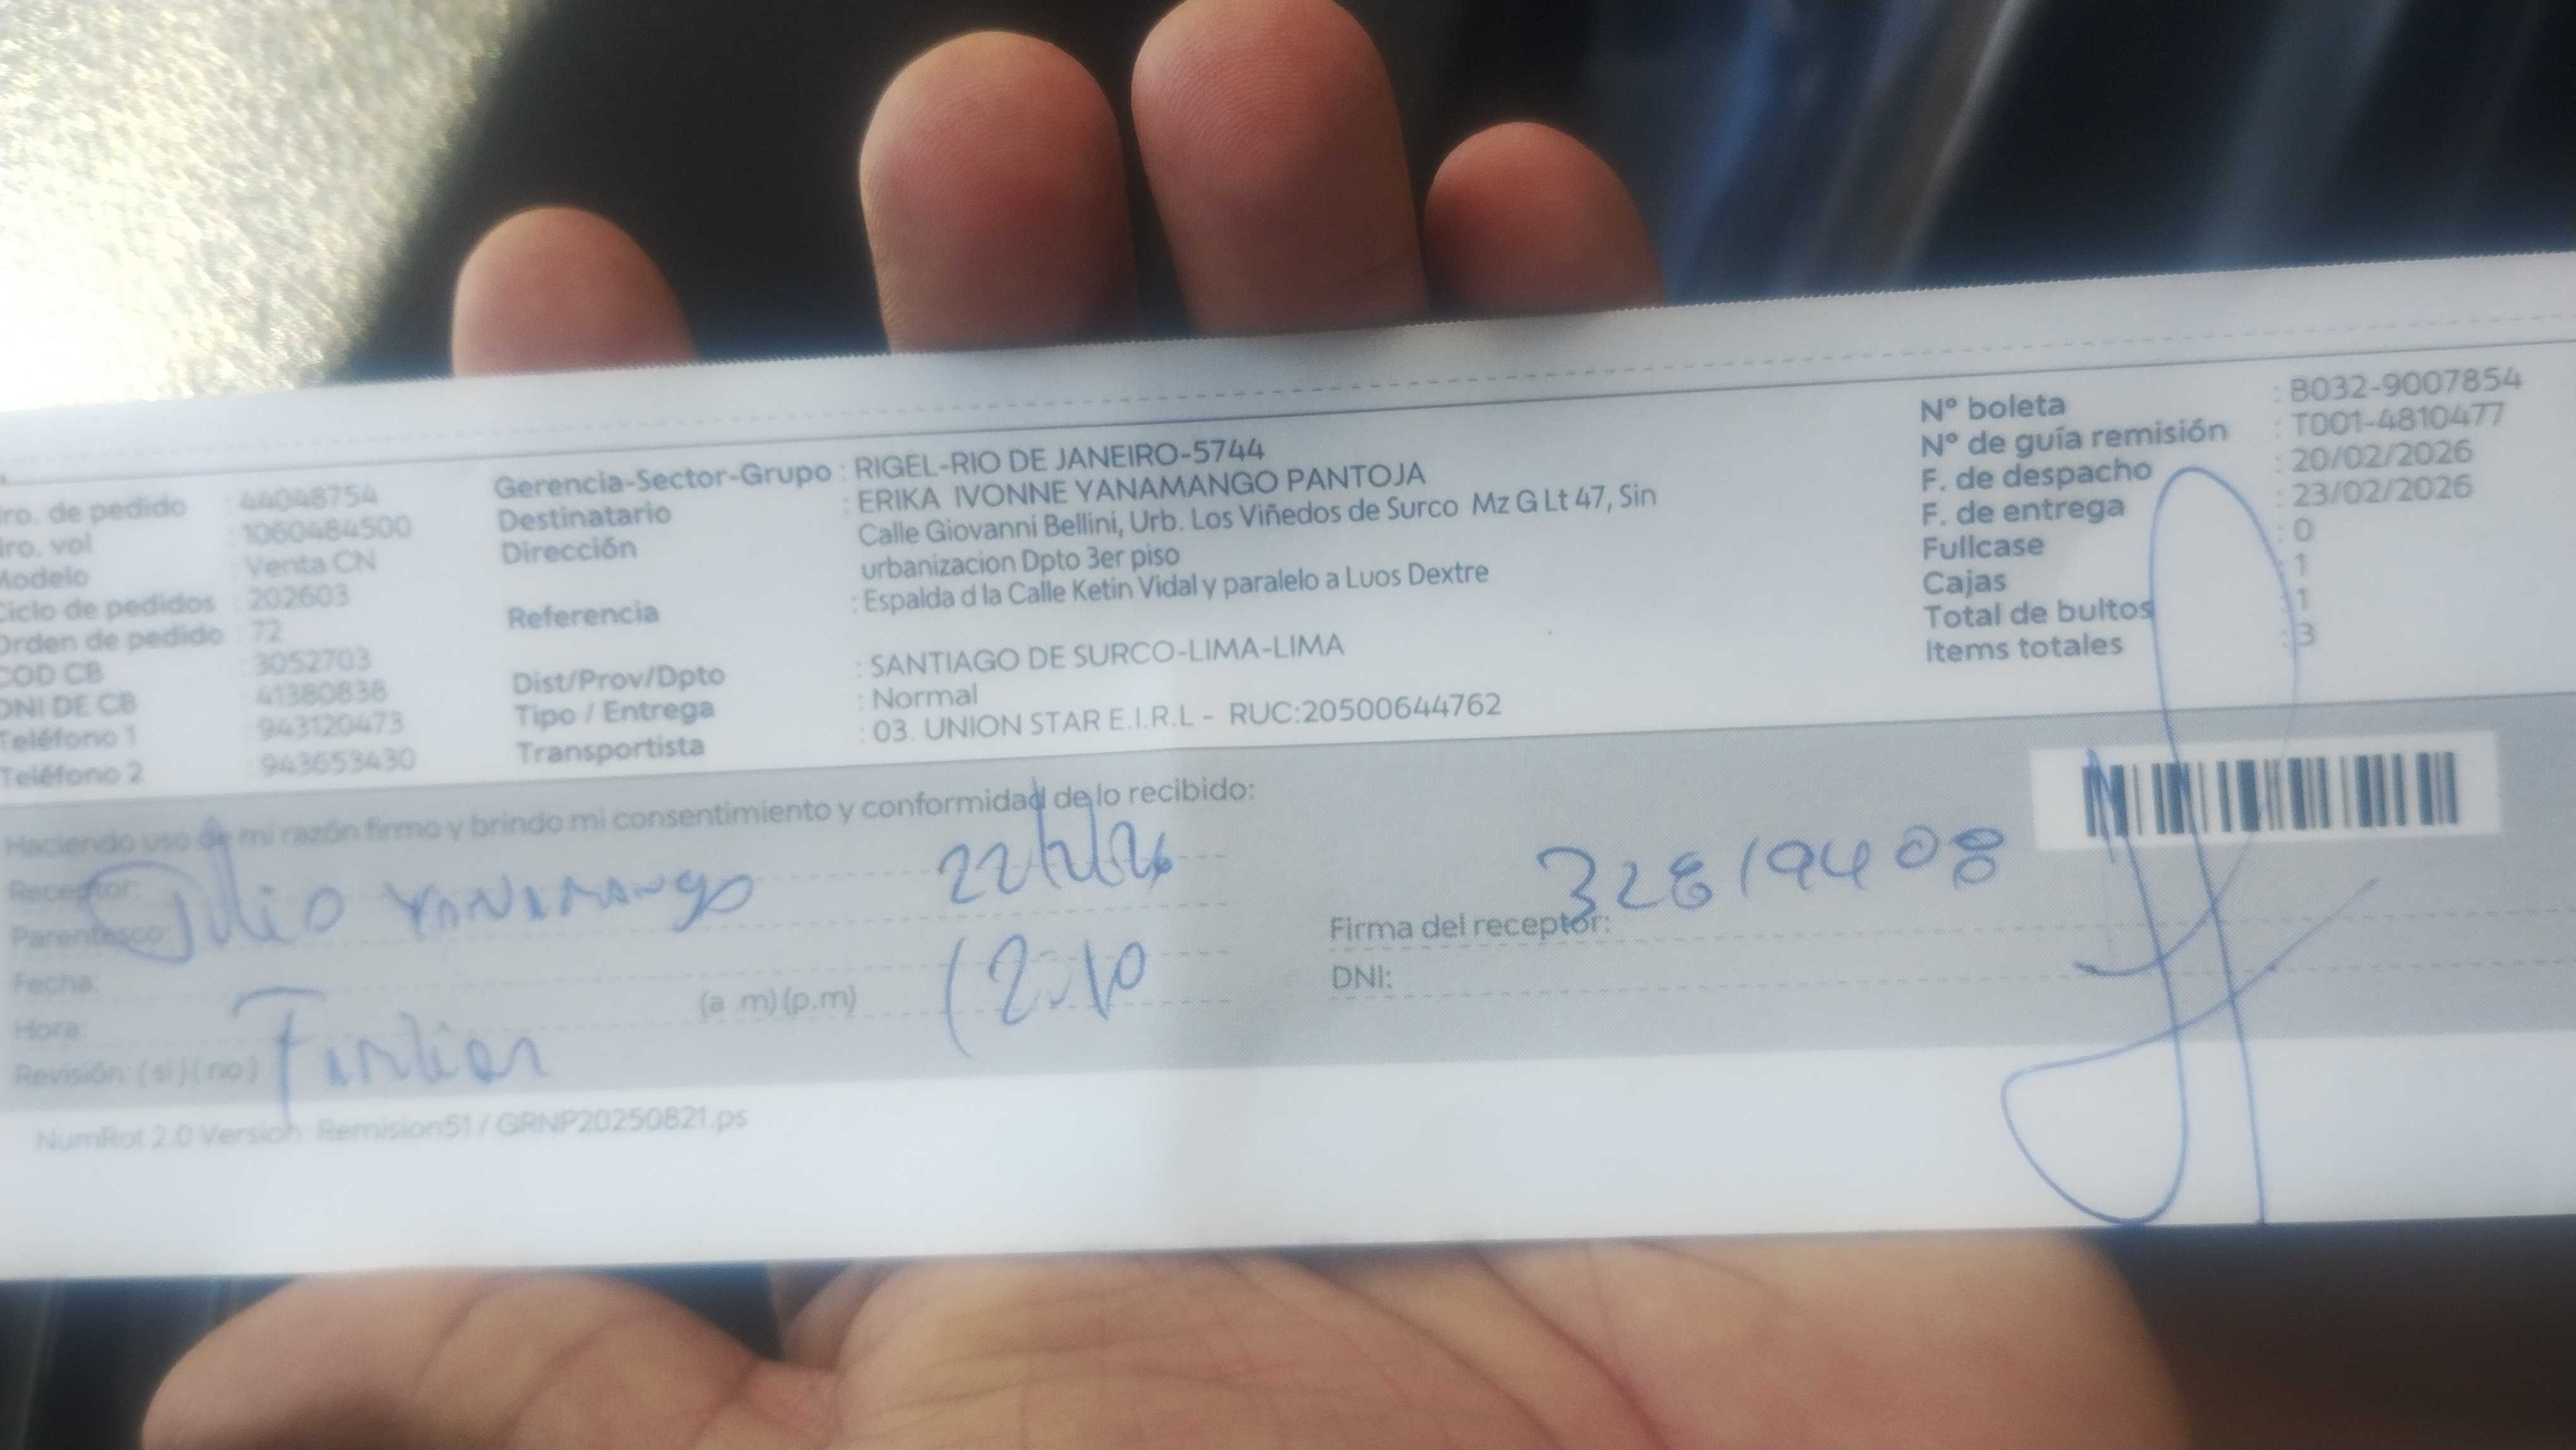 ro. de pedido : 44048754
ro. vol : 1060484500
Modelo : Venta CN
Ciclo de pedidos : 202603
Orden de pedido : 72
COD CB : 3052703
DNI DE CB : 41380838
Teléfono 1 : 943120473
Teléfono 2 : 943653430
Gerencia-Sector-Grupo : RIGEL-RIO DE JANEIRO-5744
Destinatario : ERIKA IVONNE YANAMANGO PANTOJA
Dirección Calle Giovanni Bellini, Urb. Los Viñedos de Surco Mz G Lt 47, Sin
urbanizacion Dpto 3er piso
Referencia : Espalda d la Calle Ketin Vidal y paralelo a Luos Dextre
Dist/Prov/Dpto : SANTIAGO DE SURCO-LIMA-LIMA
Tipo / Entrega : Normal
Transportista : 03. UNION STAR E.I.R.L - RUC:20500644762
N° boleta : B032-9007854
N° de guía remisión : T001-4810477
F. de despacho : 20/02/2026
F. de entrega : 23/02/2026
Fullcase : 0
Cajas : 1
Total de bultos : 1
Items totales : 3
Haciendo uso de mi razón firmo y brindo mi consentimiento y conformidad de lo recibido:
Receptor: Julio YANAMANgo 22/2/26
Parentesco:
Fecha:
Hora: (a .m) (p.m)
Revisión: (si) (no)
32819408
Firma del receptor:
DNI:
NumRot 2.0 Version: Remision51 / GRNP20250821.ps